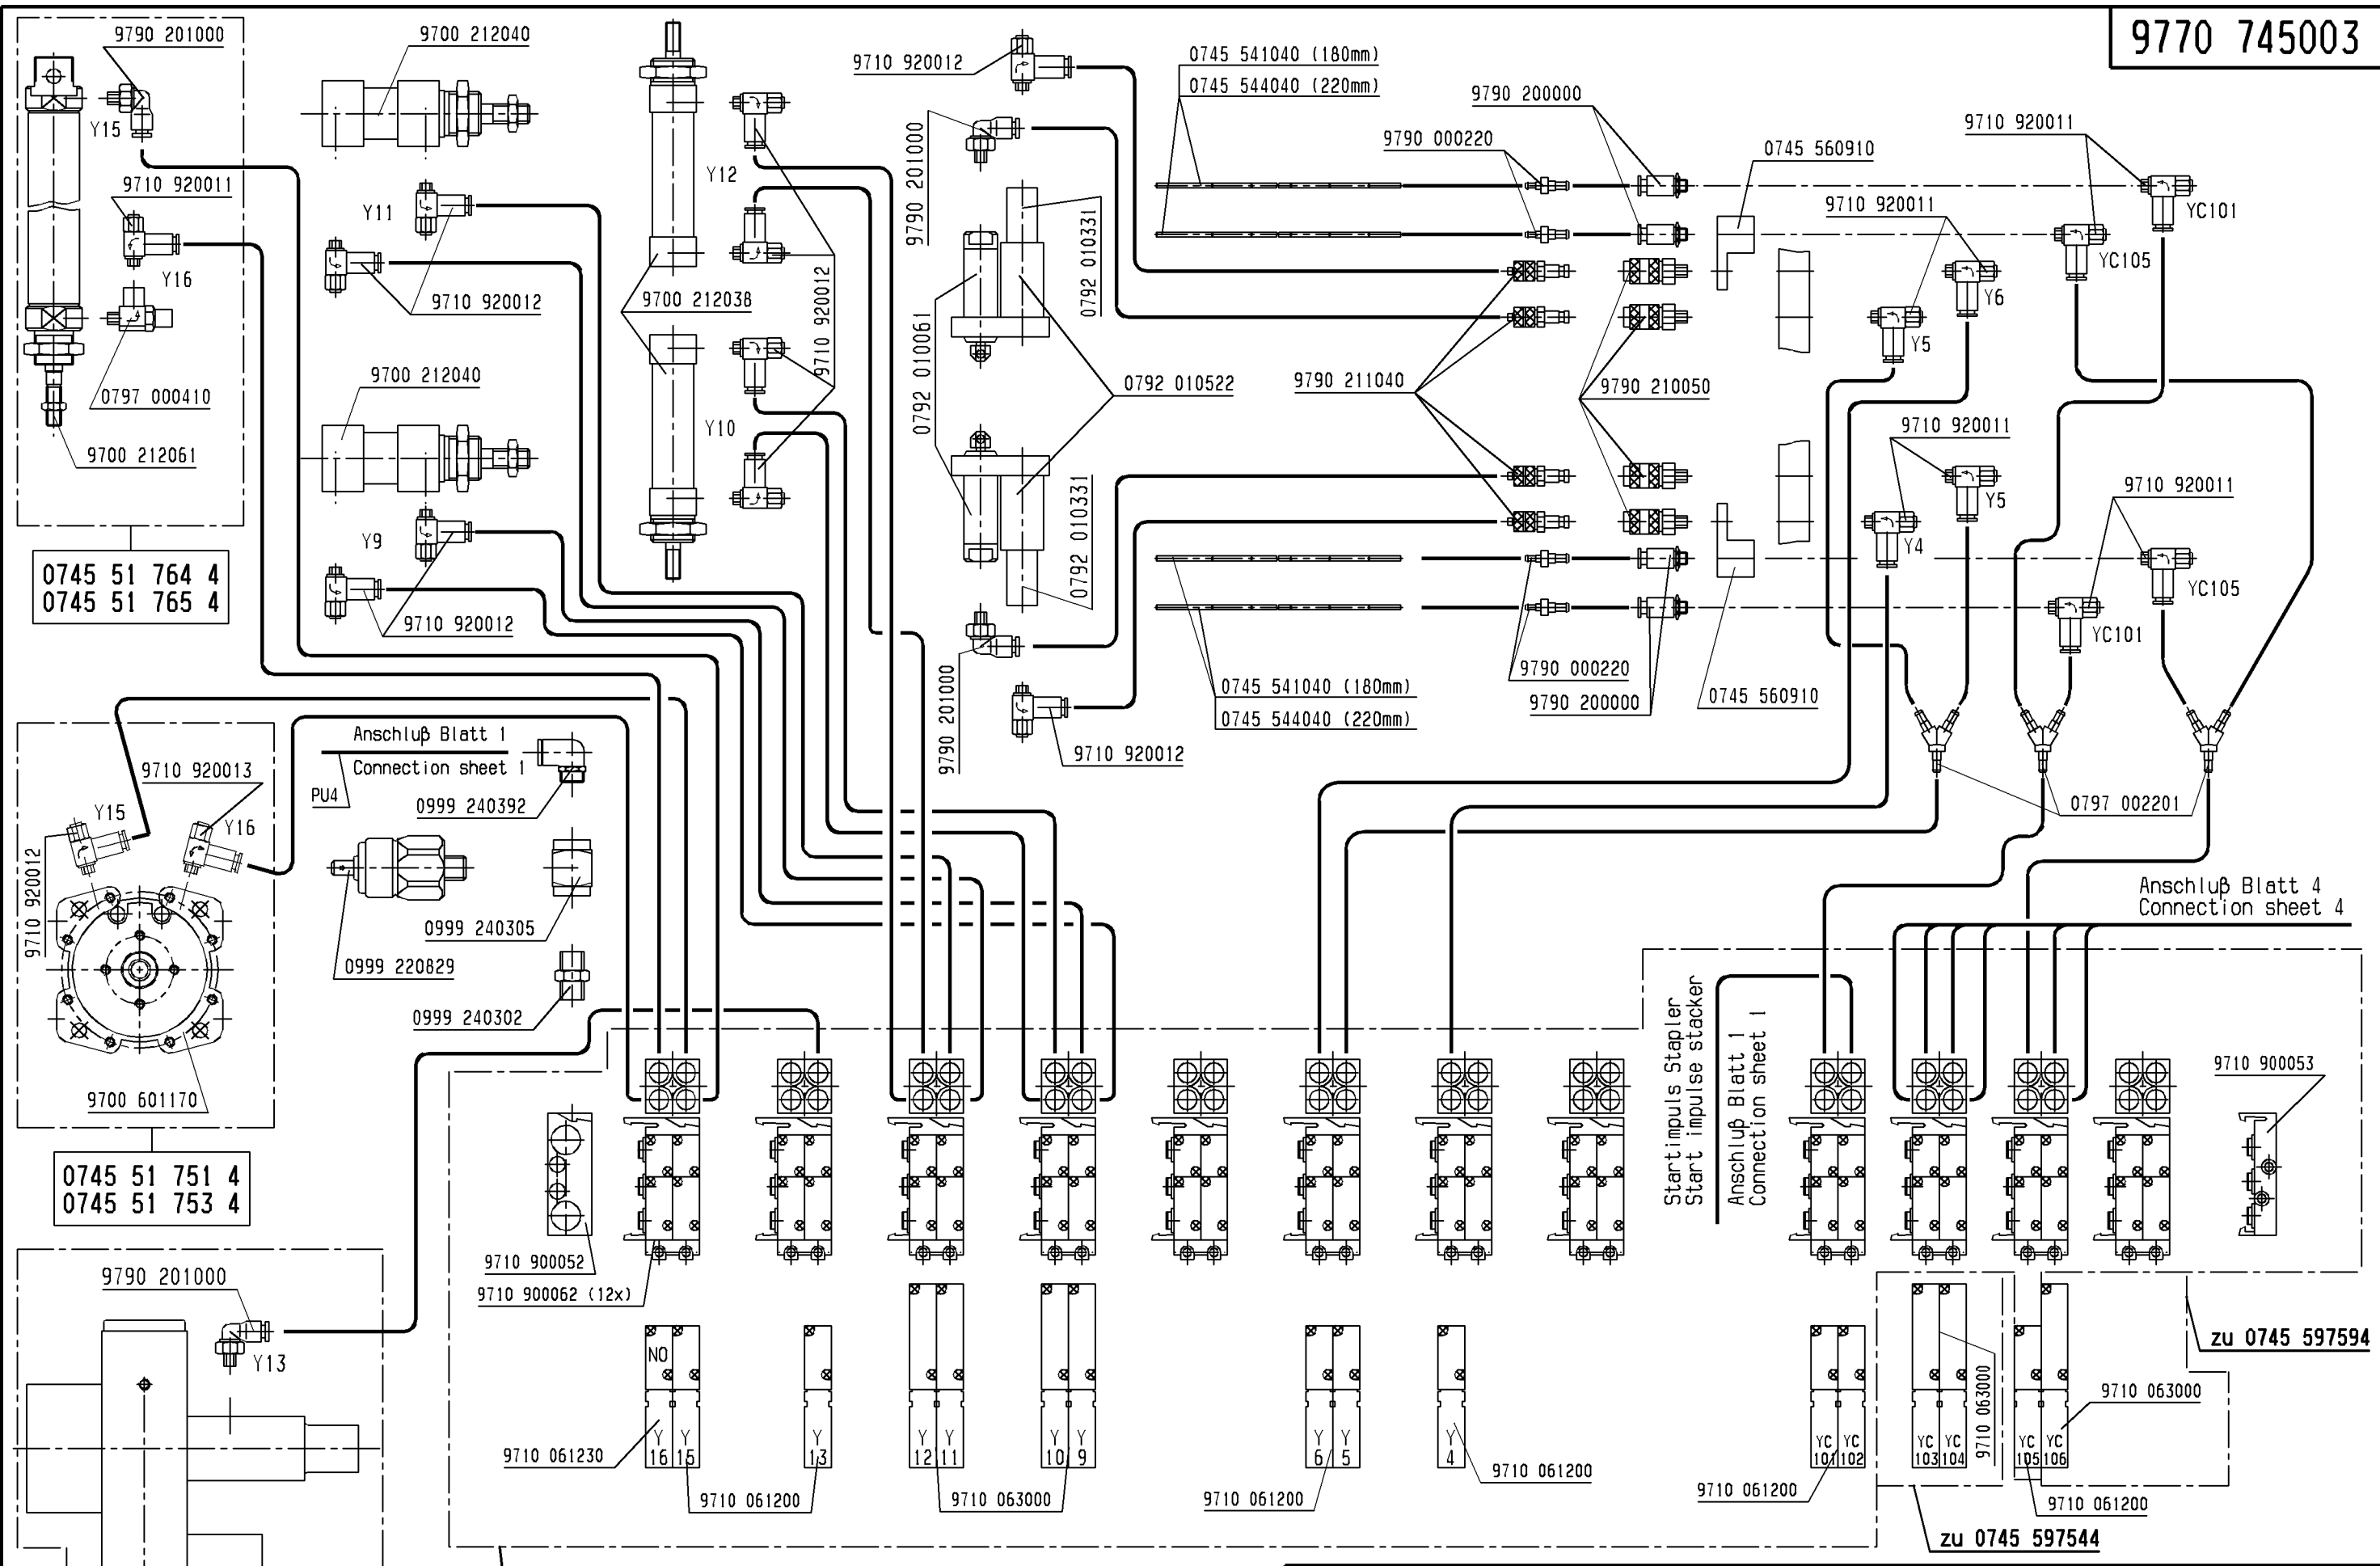 9770 745003
9790 201000
Y15
9710 920011
Y16
0797 000410
9700 212061
0745 51 764 4
0745 51 765 4
9700 212040
Y11
9710 920012
9700 212040
Y9
9710 920012
Y12
9700 212038
9710 920012
Y10
9710 920012
9790 201000
0792 010331
0792 010061
0792 010522
0792 010331
9790 201000
9710 920012
0745 541040 (180mm)
0745 544040 (220mm)
9790 000220
9790 200000
0745 560910
9710 920011
YC101
9710 920011
YC105
Y6
Y5
9790 211040
9790 210050
9710 920011
Y5
Y4
9710 920011
YC105
YC101
0745 541040 (180mm)
0745 544040 (220mm)
9790 000220
9790 200000
0745 560910
0797 002201
Anschluß Blatt 1
Connection sheet 1
PU4
0999 240392
0999 240305
0999 220829
0999 240302
9710 920013
Y15
Y16
9710 920012
9700 601170
0745 51 751 4
0745 51 753 4
9790 201000
Y13
Anschluß Blatt 4
Connection sheet 4
Startimpuls Stapler
Start impulse stacker
Anschluß Blatt 1
Connection sheet 1
9710 900053
9710 900052
9710 900062 (12x)
NO
Y 16
Y 15
Y 13
Y 12
Y 11
Y 10
Y 9
Y 6
Y 5
Y 4
YC 101
YC 102
YC 103
YC 104
YC 105
YC 106
9710 061230
9710 061200
9710 063000
9710 061200
9710 061200
9710 061200
9710 063000
9710 063000
9710 061200
zu 0745 597594
zu 0745 597544